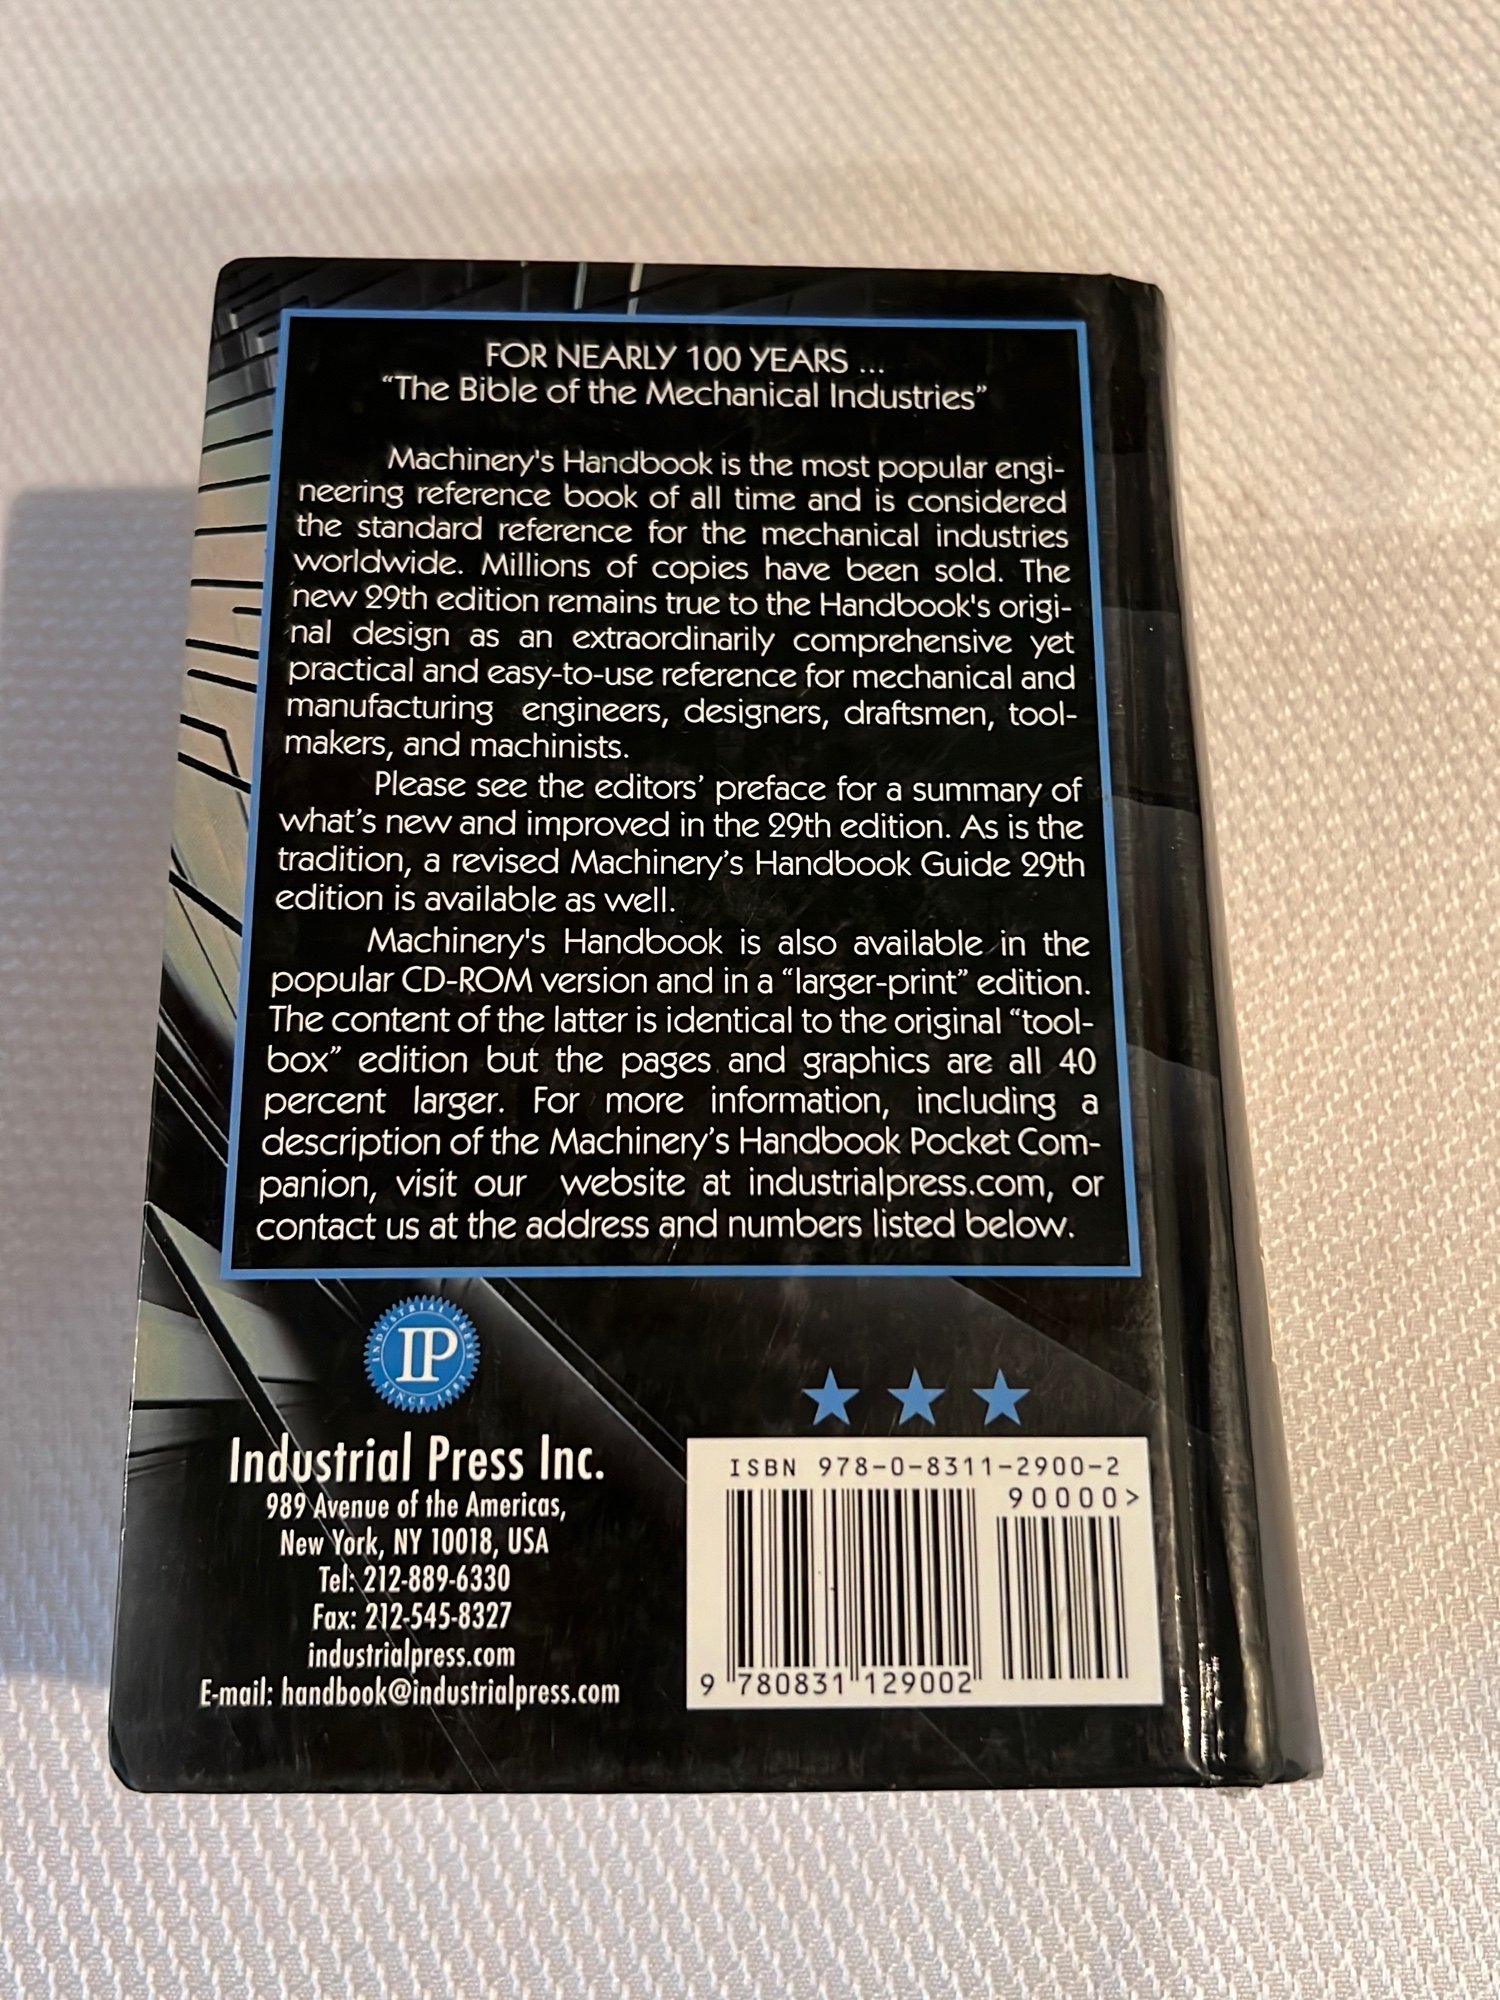 FOR NEARLY 100 YEARS ...
“The Bible of the Mechanical Industries”
Machinery's Handbook is the most popular engi-
neering reference book of all time and is considered
the standard reference for the mechanical industries
worldwide. Millions of copies have been sold. The
new 29th edition remains true to the Handbook's origi-
nal design as an extraordinarily comprehensive yet
practical and easy-to-use reference for mechanical and
manufacturing engineers, designers, draftsmen, tool-
makers, and machinists.
Please see the editors’ preface for a summary of
what’s new and improved in the 29th edition. As is the
tradition, a revised Machinery’s Handbook Guide 29th
edition is available as well.
Machinery's Handbook is also available in the
popular CD-ROM version and in a “larger-print” edition.
The content of the latter is identical to the original “tool-
box” edition but the pages and graphics are all 40
percent larger. For more information, including a
description of the Machinery’s Handbook Pocket Com-
panion, visit our website at industrialpress.com, or
contact us at the address and numbers listed below.
INDUSTRIAL PRESS
IP
SINCE 1883
Industrial Press Inc.
989 Avenue of the Americas,
New York, NY 10018, USA
Tel: 212-889-6330
Fax: 212-545-8327
industrialpress.com
E-mail: handbook@industrialpress.com
ISBN 978-0-8311-2900-2
90000>
9 780831 129002